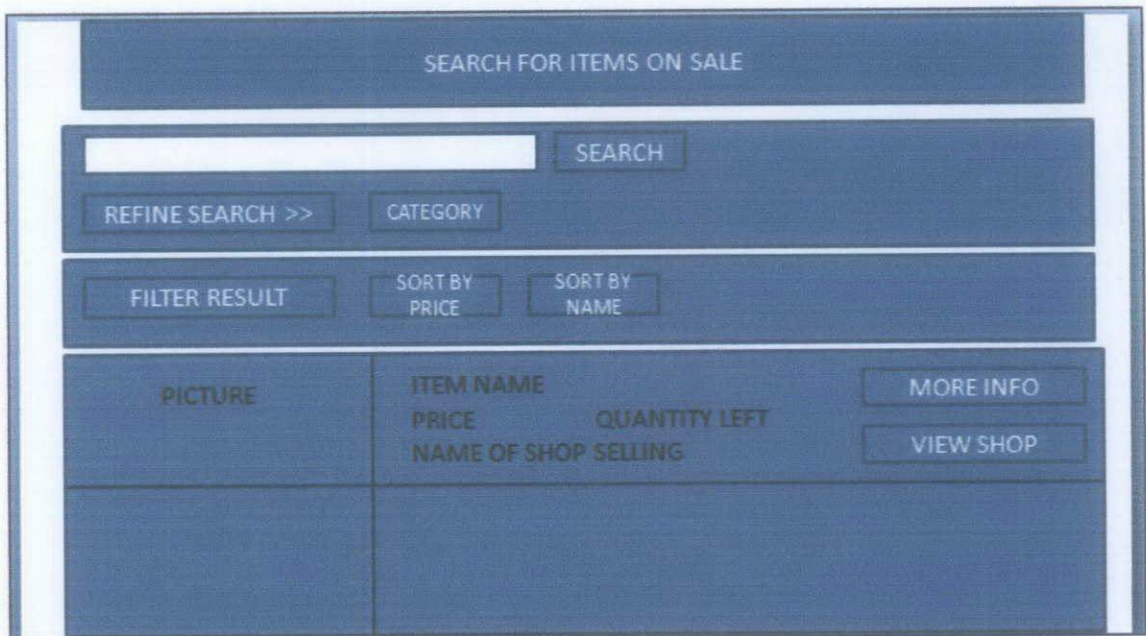 SEARCH FOR ITEMS ON SALE
SEARCH
REFINE SEARCH >>
CATEGORY
FILTER RESULT
SORT BY
PRICE
SORT BY
NAME
PICTURE
ITEM NAME
PRICE QUANTITY LEFT
NAME OF SHOP SELLING
MORE INFO
VIEW SHOP